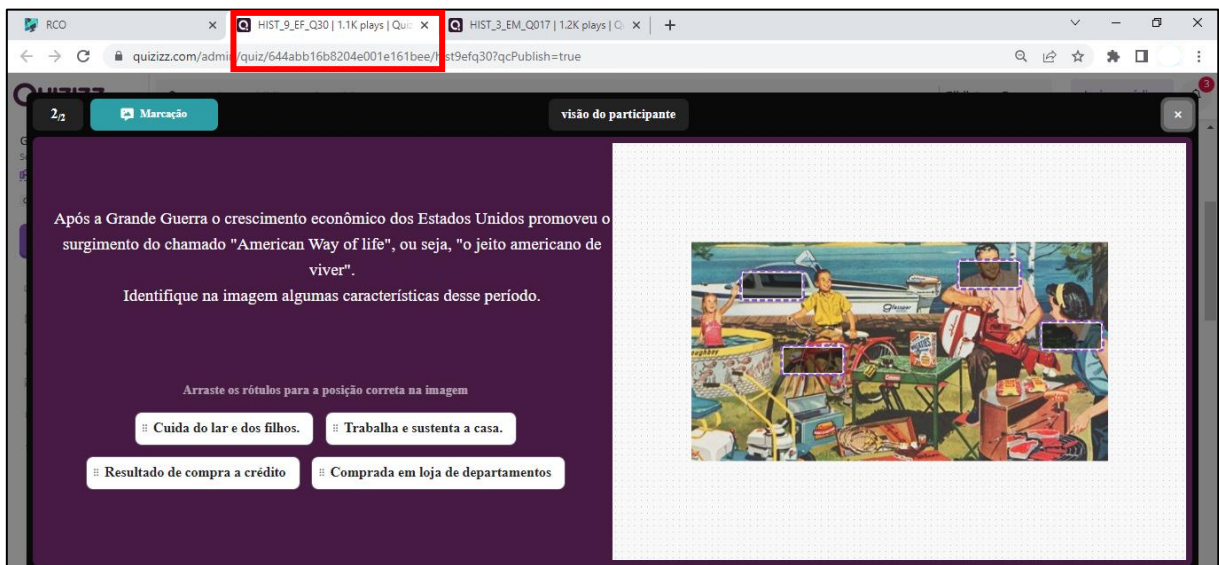 RCO
HIST_9_EF_Q30 | 1.1K plays | Quiz
HIST_3_EM_Q017 | 1.2K plays | Q
quizizz.com/admin/quiz/644abb16b8204e001e161bee/hist9efq30?qcPublish=true
3
2/2
Marcação
visão do participante
Após a Grande Guerra o crescimento econômico dos Estados Unidos promoveu o
surgimento do chamado "American Way of life", ou seja, "o jeito americano de
viver".
Identifique na imagem algumas características desse período.
Arraste os rótulos para a posição correta na imagem
Cuida do lar e dos filhos.
Trabalha e sustenta a casa.
Resultado de compra a crédito
Comprada em loja de departamentos